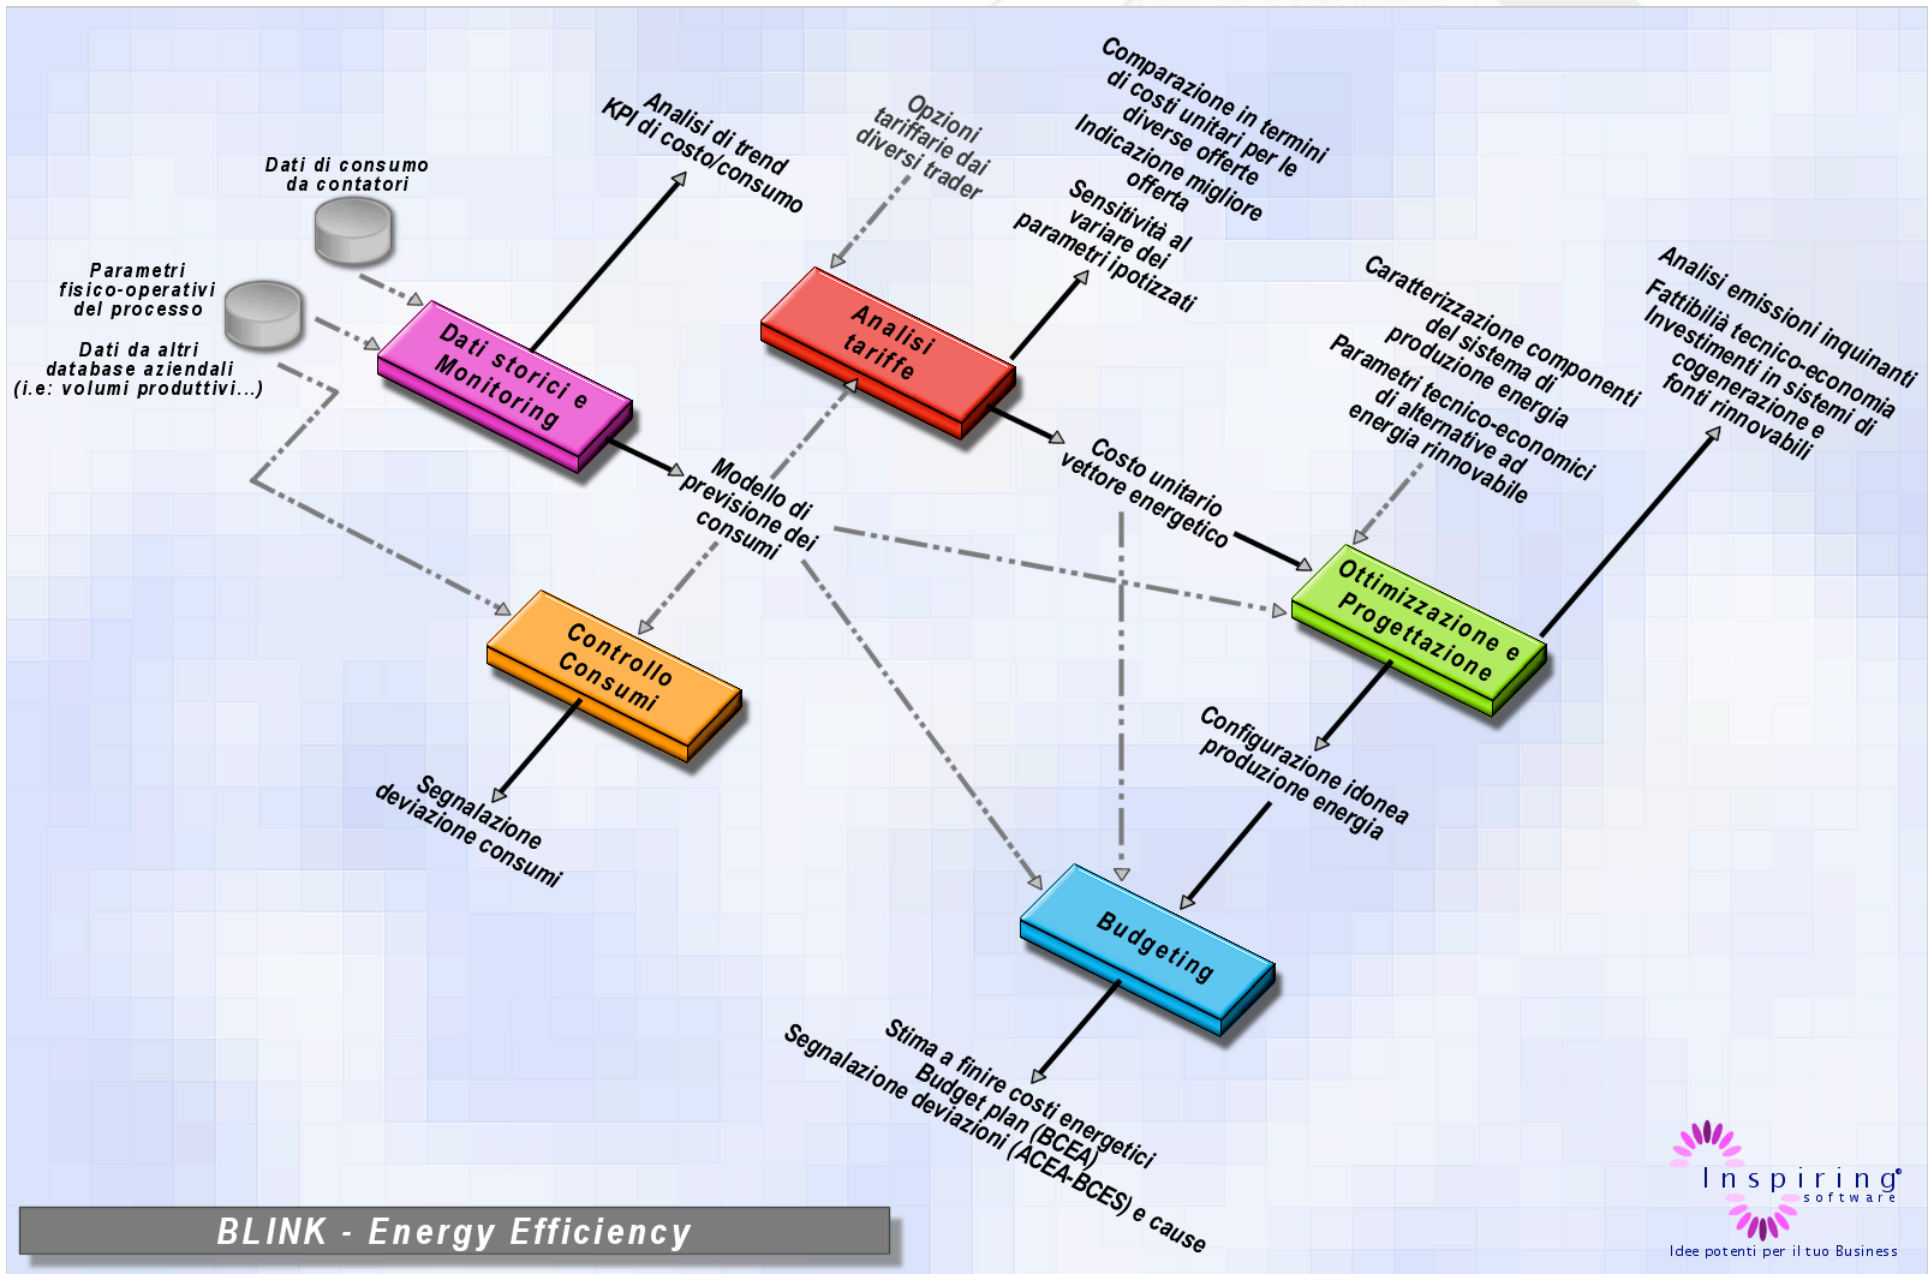 Dati di consumo
da contatori
Parametri
fisico-operativi
del processo
Dati da altri
database aziendali
(i.e: volumi produttivi...)
Analisi di trend
KPI di costo/consumo
Opzioni
tariffarie dai
diversi trader
Comparazione in termini
di costi unitari per le
diverse offerte
Indicazione migliore
offerta
Sensitività al
variare dei
parametri ipotizzati
Dati storici e
Monitoring
Analisi
tariffe
Caratterizzazione componenti
del sistema di
produzione energia
Parametri tecnico-economici
di alternative ad
energia rinnovabile
Analisi emissioni inquinanti
Fattibilià tecnico-economia
Investimenti in sistemi di
cogenerazione e
fonti rinnovabili
Modello di
previsione dei
consumi
Costo unitario
vettore energetico
Ottimizzazione e
Progettazione
Controllo
Consumi
Segnalazione
deviazione consumi
Configurazione idonea
produzione energia
Budgeting
Stima a finire costi energetici
Budget plan (BCEA)
Segnalazione deviazioni (ACEA-BCES) e cause
BLINK - Energy Efficiency
Inspiring
software
Idee potenti per il tuo Business